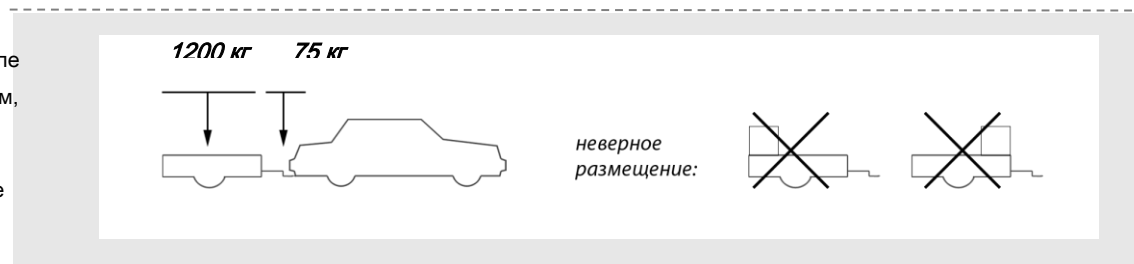 1200 кг 75 кг
м,
неверное
размещение:
е